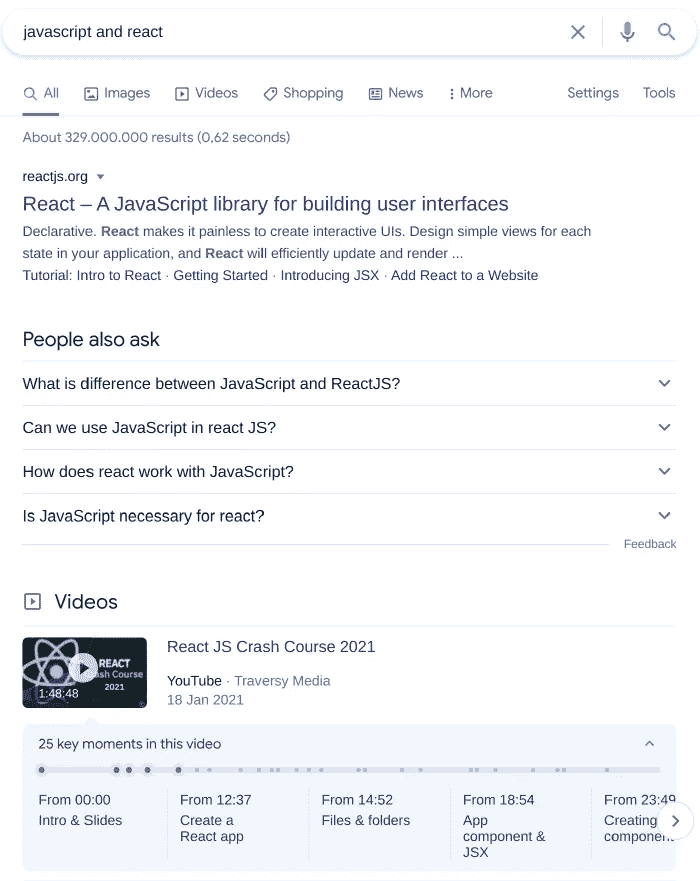 javascript and react
All Images Videos Shopping News More Settings Tools
About 329.000.000 results (0,62 seconds)
reactjs.org
React – A JavaScript library for building user interfaces
Declarative. React makes it painless to create interactive UIs. Design simple views for each
state in your application, and React will efficiently update and render ...
Tutorial: Intro to React · Getting Started · Introducing JSX · Add React to a Website
People also ask
What is difference between JavaScript and ReactJS?
Can we use JavaScript in react JS?
How does react work with JavaScript?
Is JavaScript necessary for react?
Feedback
Videos
REACT
Course
2021
1:48:48
React JS Crash Course 2021
YouTube · Traversy Media
18 Jan 2021
25 key moments in this video
From 00:00
Intro & Slides
From 12:37
Create a
React app
From 14:52
Files & folders
From 18:54
App
component &
JSX
From 23:49
Creating